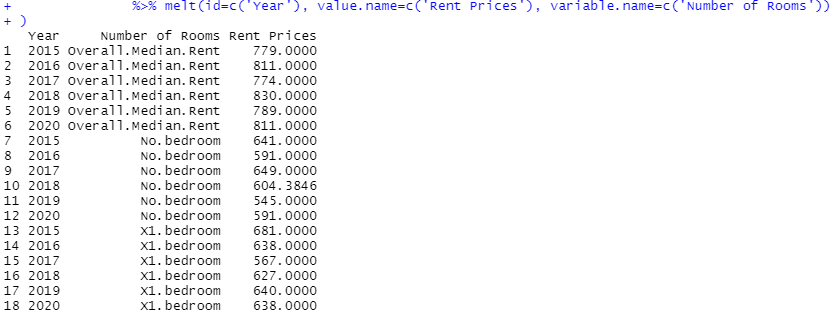 + %>% melt(id=c('Year'), value.name=c('Rent Prices'), variable.name=c('Number of Rooms'))
+ )
Year Number of Rooms Rent Prices
1 2015 Overall.Median.Rent 779.0000
2 2016 Overall.Median.Rent 811.0000
3 2017 Overall.Median.Rent 774.0000
4 2018 Overall.Median.Rent 830.0000
5 2019 Overall.Median.Rent 789.0000
6 2020 Overall.Median.Rent 811.0000
7 2015 No.bedroom 641.0000
8 2016 No.bedroom 591.0000
9 2017 No.bedroom 649.0000
10 2018 No.bedroom 604.3846
11 2019 No.bedroom 545.0000
12 2020 No.bedroom 591.0000
13 2015 X1.bedroom 681.0000
14 2016 X1.bedroom 638.0000
15 2017 X1.bedroom 567.0000
16 2018 X1.bedroom 627.0000
17 2019 X1.bedroom 640.0000
18 2020 X1.bedroom 638.0000